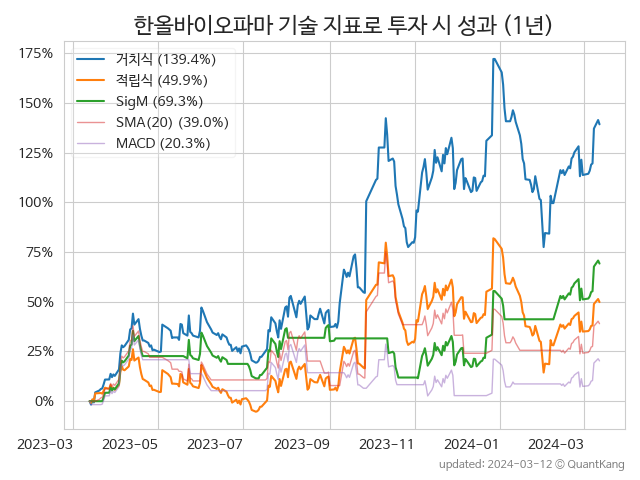 한올바이오파마 기술 지표로 투자 시 성과 (1년)
175%
150%
125%
100%
75%
50%
25%
0%
거치식 (139.4%)
적립식 (49.9%)
SigM (69.3%)
SMA(20) (39.0%)
MACD (20.3%)
2023-03 2023-05 2023-07 2023-09 2023-11 2024-01 2024-03
updated: 2024-03-12 © QuantKang